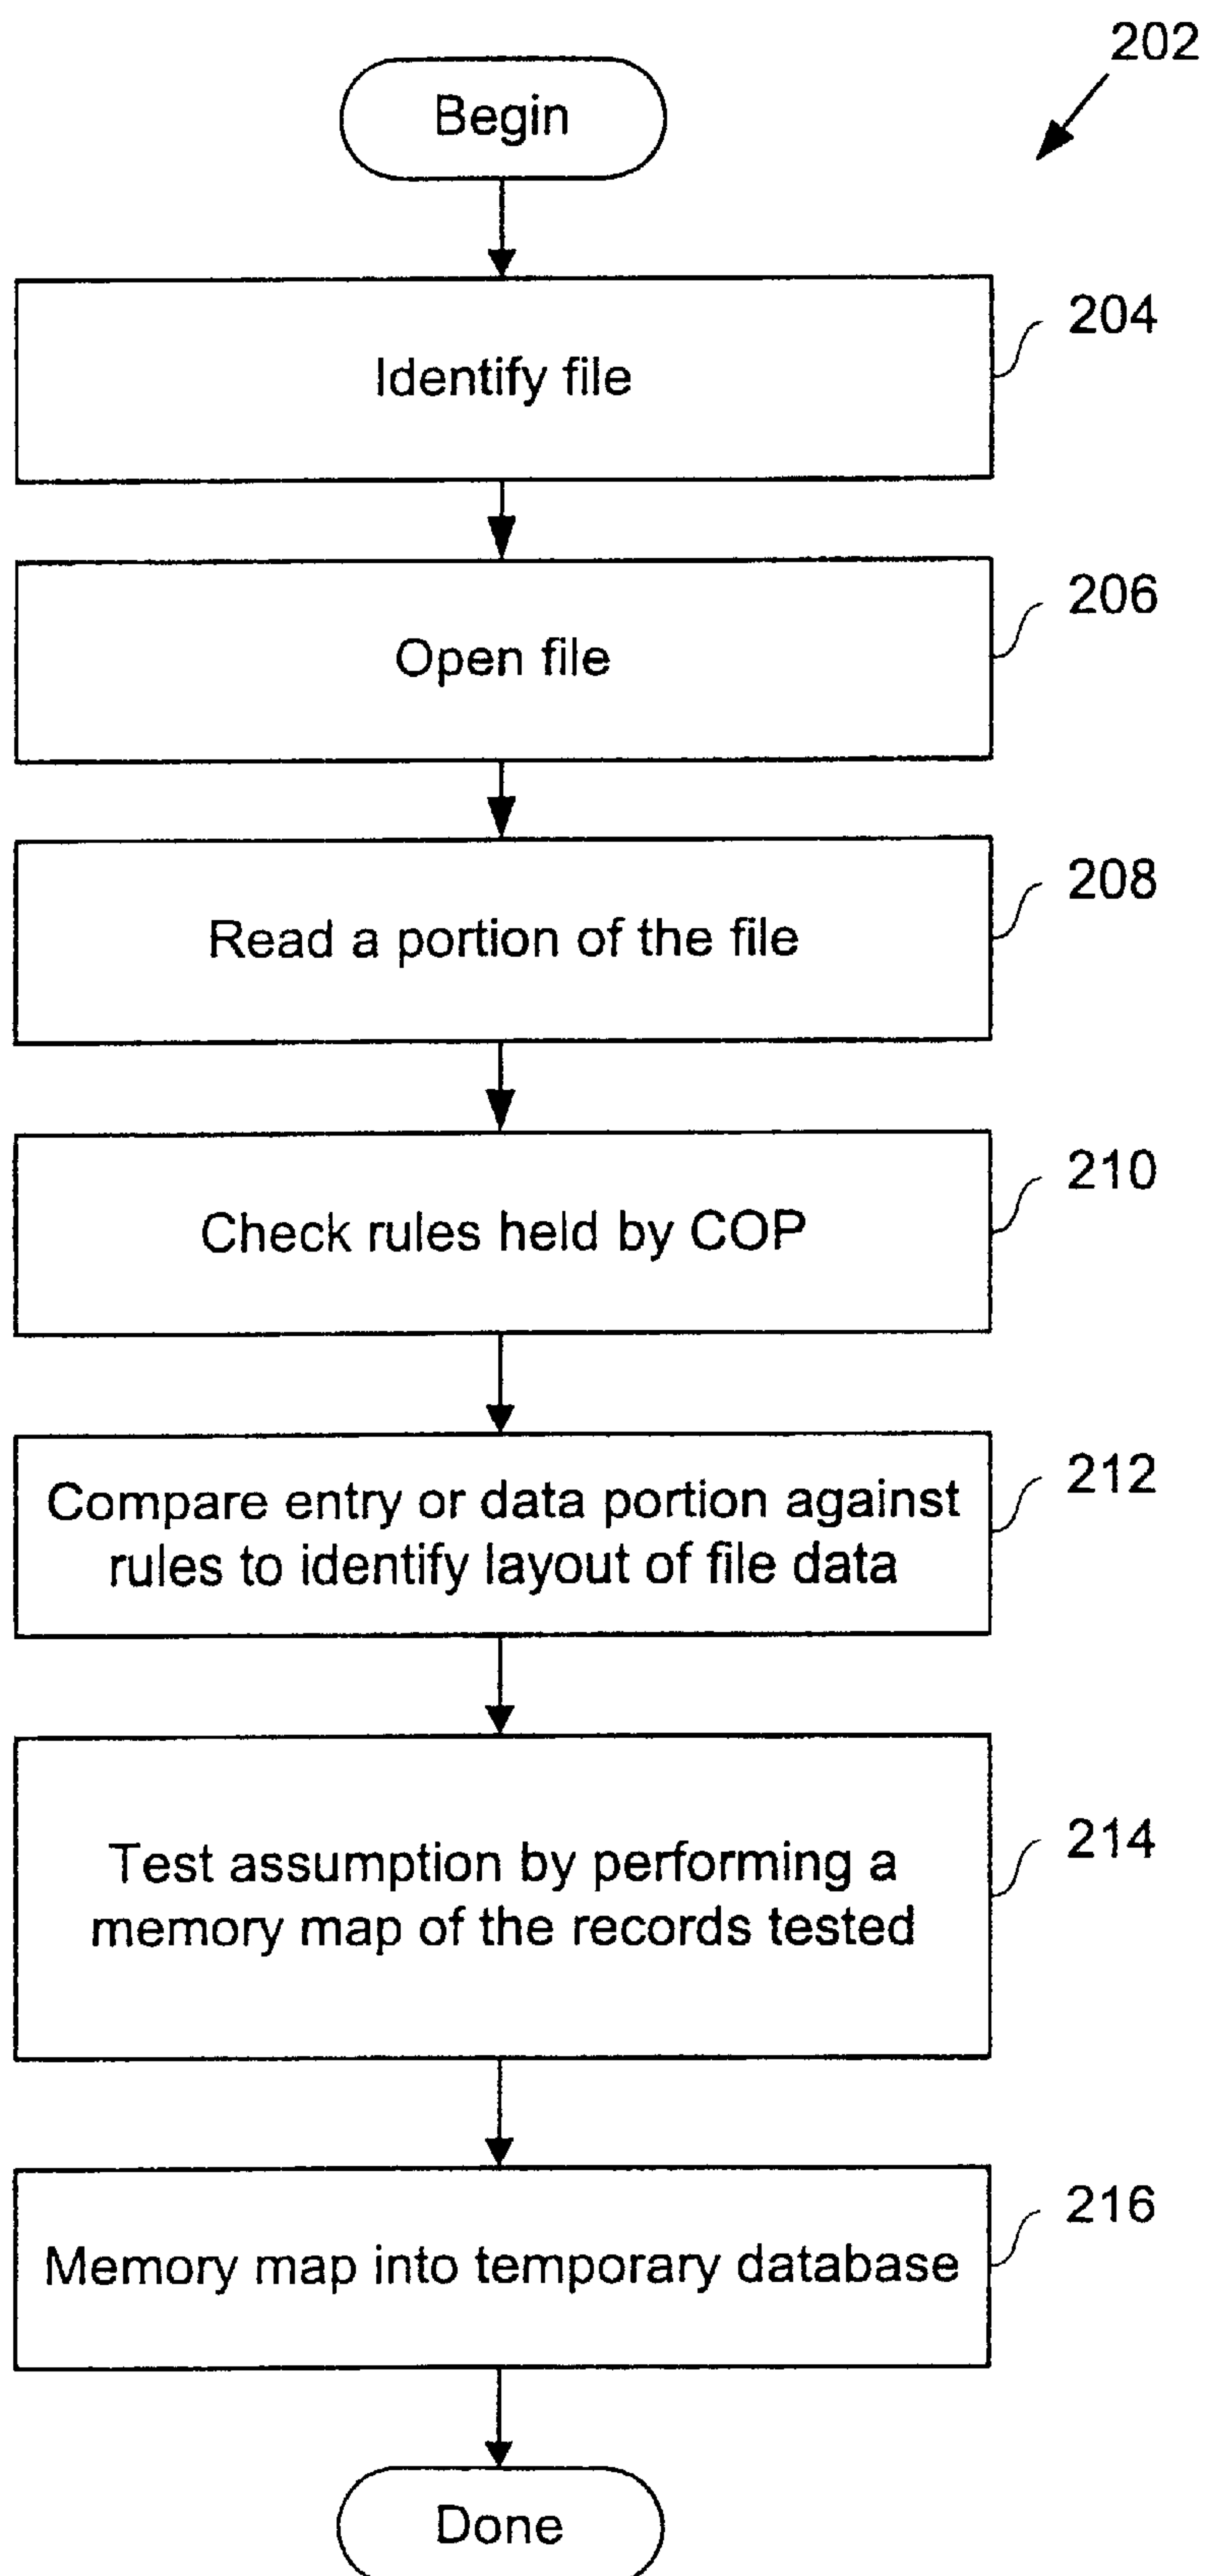 202
Begin
204
Identify file
206
Open file
208
Read a portion of the file
210
Check rules held by COP
212
Compare entry or data portion against
rules to identify layout of file data
214
Test assumption by performing a
memory map of the records tested
216
Memory map into temporary database
Done